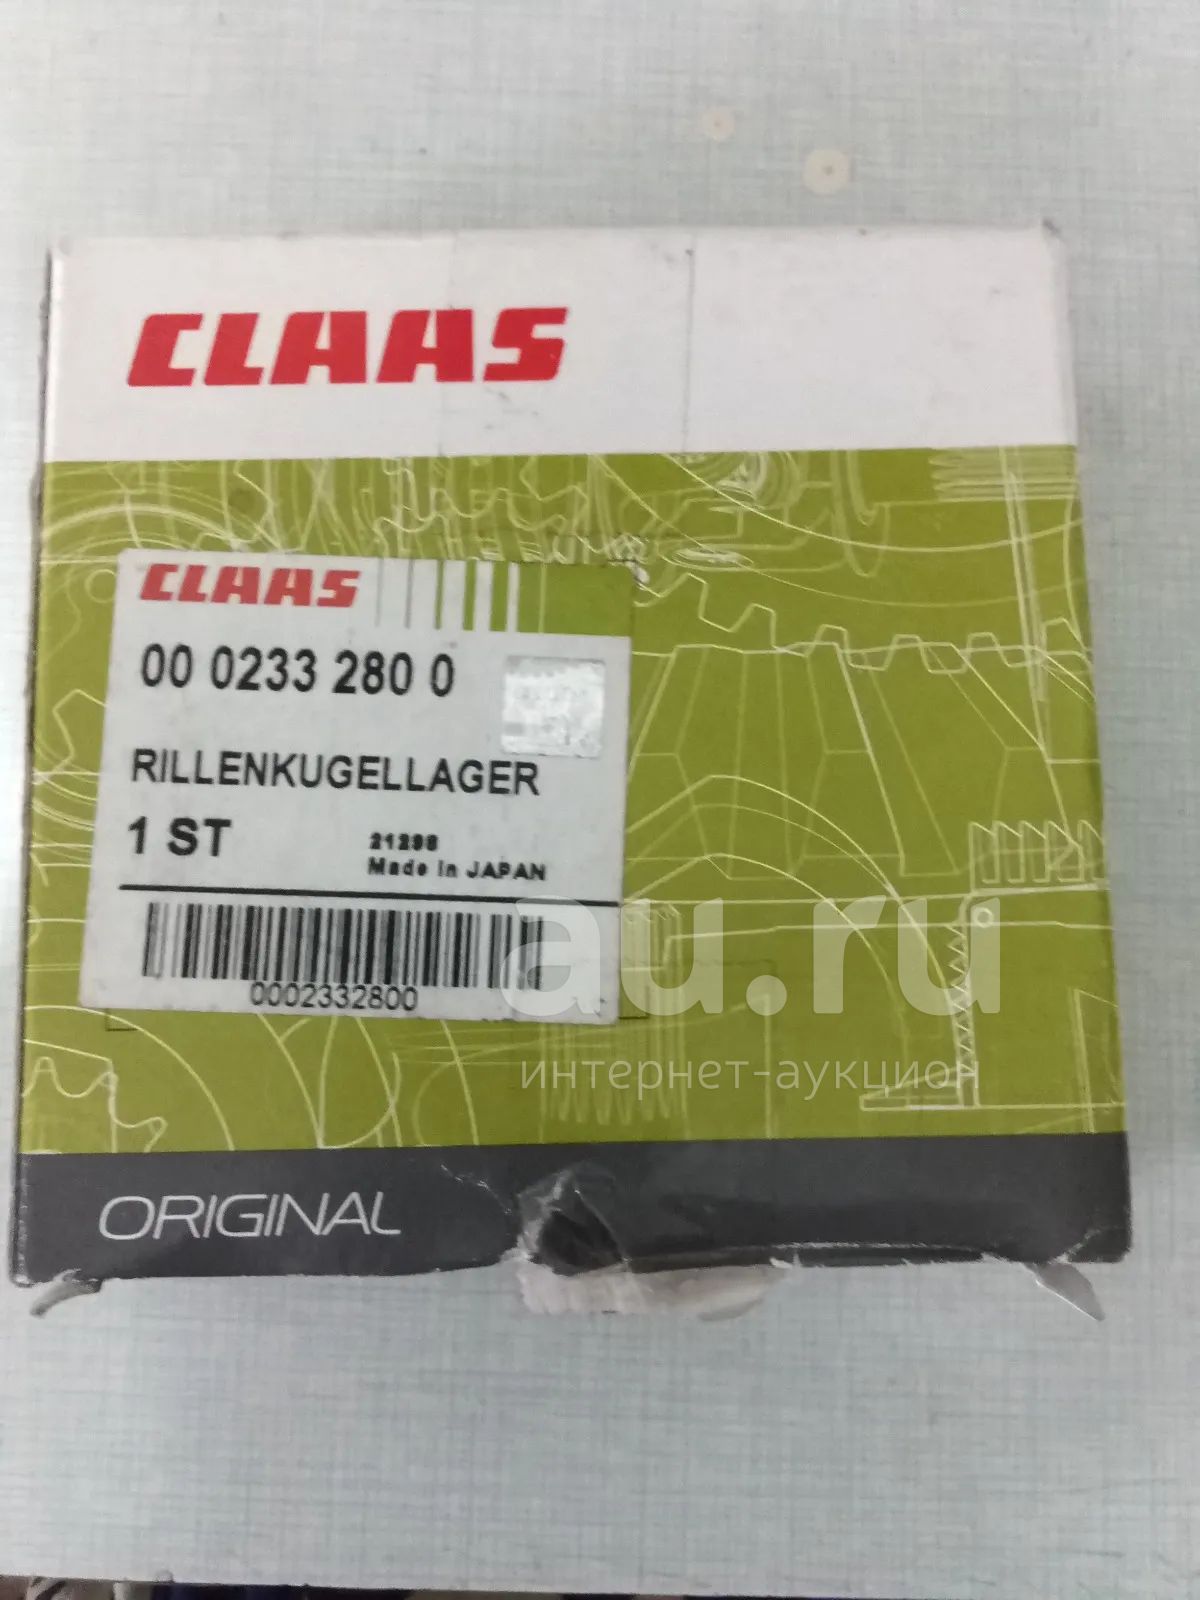 CLAAS
CLAAS
00 0233 280 0
RILLENKUGELLAGER
1 ST
21298
Made in JAPAN
0002332800
au.ru
интернет-аукцион
ORIGINAL